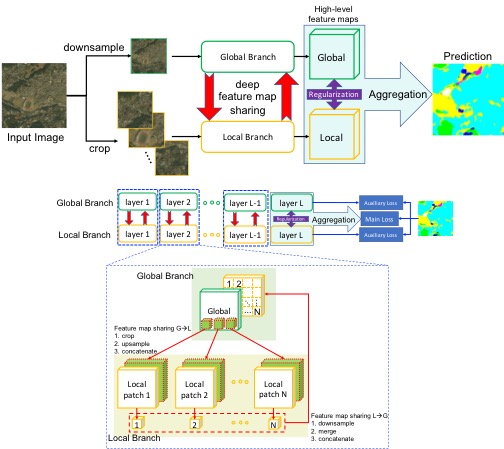 High-level
feature maps
downsample
Global Branch
Global
Prediction
deep
feature map
sharing
Regularization
Aggregation
Input Image
crop
Local Branch
Local
Global Branch
layer 1
layer 2
layer L-1
layer L
Auxiliary Loss
Regularization
Aggregation
Main Loss
Local Branch
layer 1
layer 2
layer L-1
layer L
Auxiliary Loss
Global Branch
1 2
Global
N
Feature map sharing G→L
1. crop
2. upsample
3. concatenate
Local
patch 1
Local
patch 2
Local
patch N
1
2
N
Feature map sharing L→G
1. downsample
2. merge
3. concatenate
Local Branch